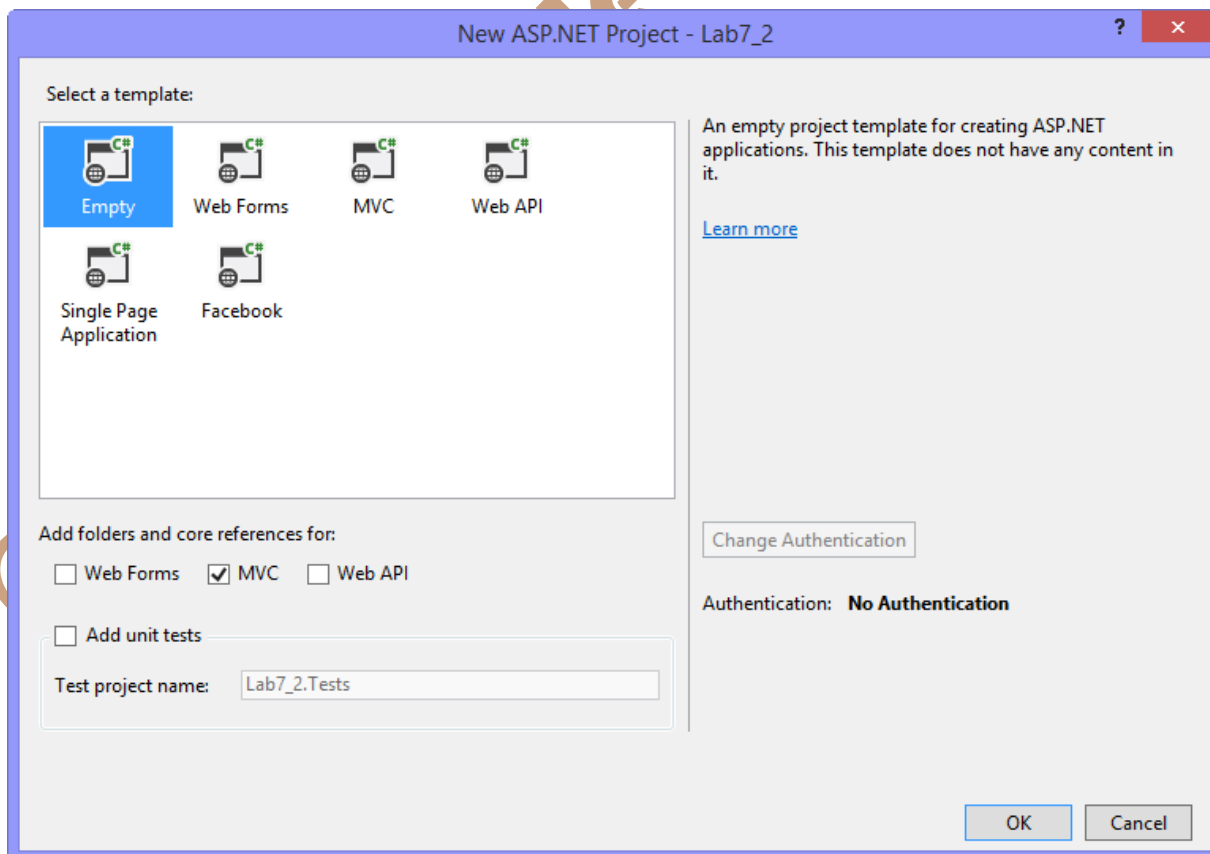 New ASP.NET Project - Lab7_2
?
Select a template:
C# C# C# C#
Empty Web Forms MVC Web API
C# C#
Single Page Facebook
Application
An empty project template for creating ASP.NET
applications. This template does not have any content in
it.
Learn more
Add folders and core references for:
Web Forms MVC Web API
Add unit tests
Test project name: Lab7_2.Tests
Change Authentication
Authentication: No Authentication
OK Cancel